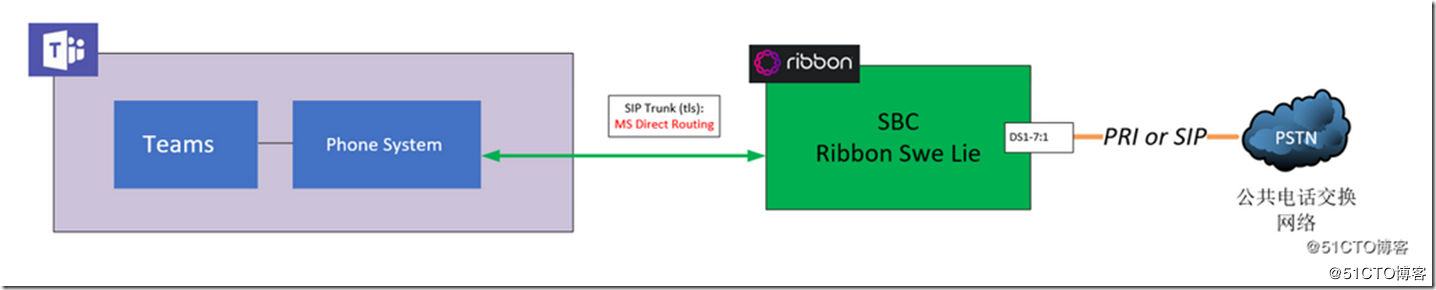 T
ribbon
Teams
Phone System
SIP Trunk (tls):
MS Direct Routing
SBC
Ribbon Swe Lie
DS1-7:1
PRI or SIP
PSTN
公共电话交换
网络
@51CTO博客
@51CTO博客